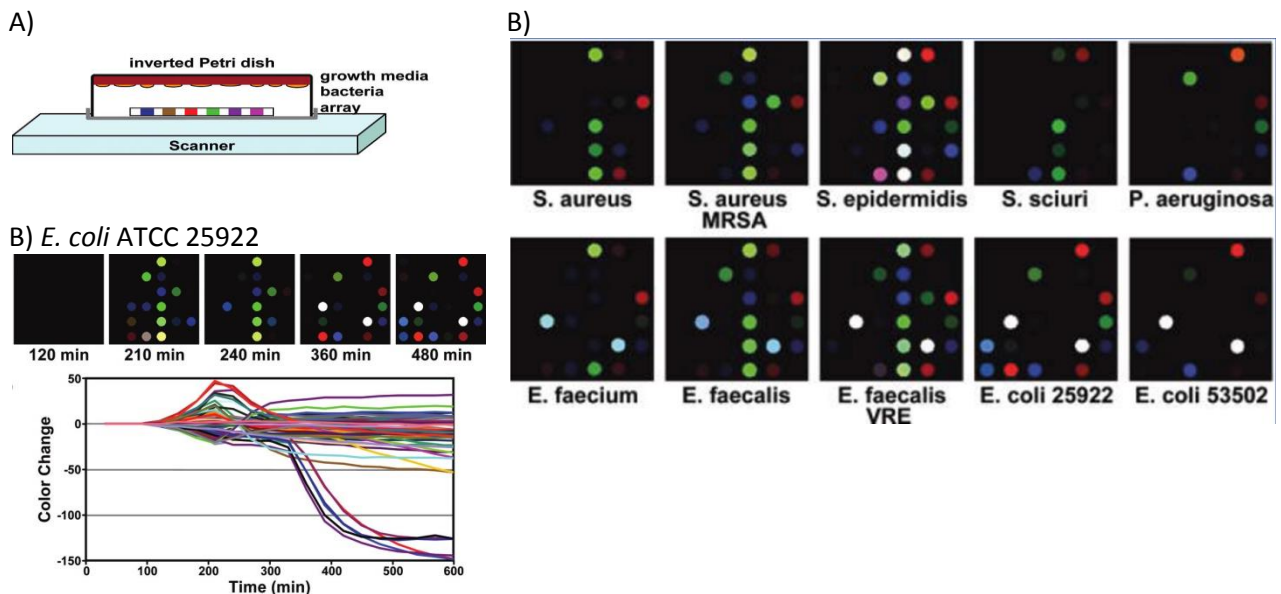 A)
inverted Petri dish
growth media
bacteria
array
Scanner
B) E. coli ATCC 25922
120 min 210 min 240 min 360 min 480 min
50
0
-50
-100
-150
Color Change
0 100 200 300 400 500 600
Time (min)
B)
S. aureus S. aureus MRSA S. epidermidis S. sciuri P. aeruginosa
E. faecium E. faecalis E. faecalis VRE E. coli 25922 E. coli 53502